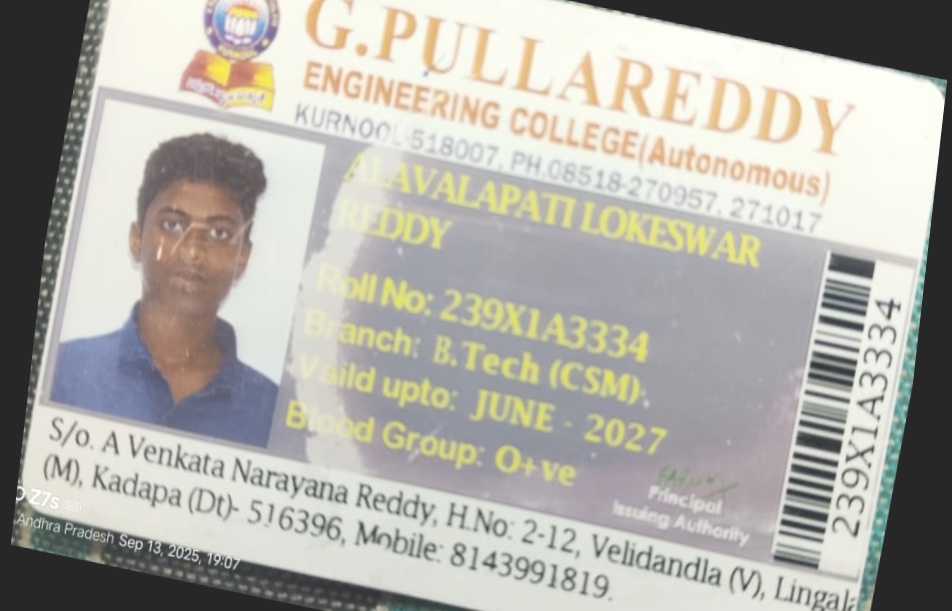 G.PULLAREDDY
ENGINEERING COLLEGE(Autonomous)
KURNOOL-518007, PH.08518-270957, 271017
ALAVALAPATI LOKESWAR
REDDY
Roll No: 239X1A3334
Branch: B.Tech (CSM).
Vaild upto: JUNE - 2027
Blood Group: O+ve
Principal
Issuing Authority
239X1A3334
S/o. A Venkata Narayana Reddy, H.No: 2-12, Velidandla (V), Lingala
(M), Kadapa (Dt)- 516396, Mobile: 8143991819.
Z7s
Andhra Pradesh Sep 13, 2025, 19:07